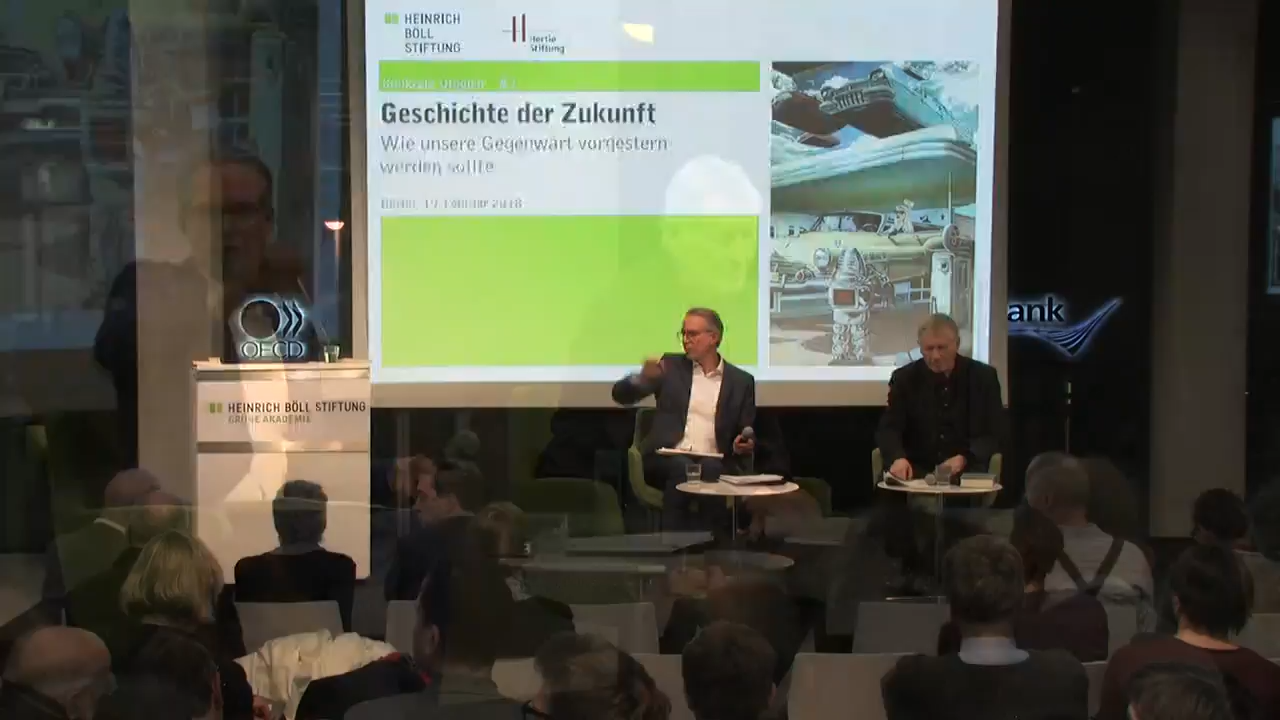 HEINRICH
BÖLL
STIFTUNG
Hertie
Stiftung
Geschichte der Zukunft
Wie unsere Gegenwart vorgestern
werden sollte
OECD
ank
HEINRICH BÖLL STIFTUNG
GRÜNE AKADEMIE